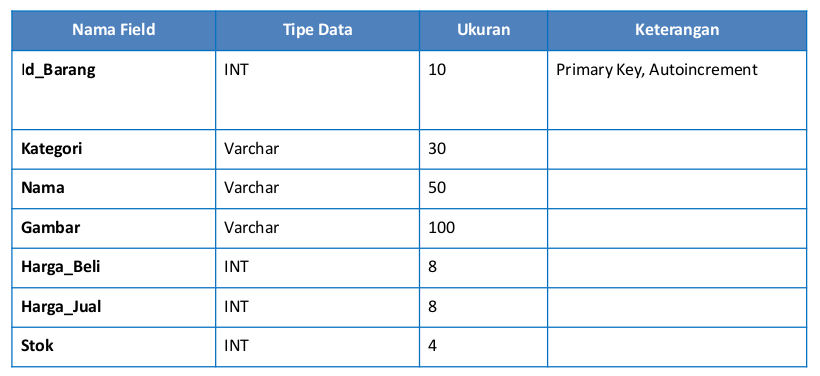 Nama Field Tipe Data Ukuran Keterangan
Id_Barang INT 10 Primary Key, Autoincrement
Kategori Varchar 30
Nama Varchar 50
Gambar Varchar 100
Harga_Beli INT 8
Harga_Jual INT 8
Stok INT 4